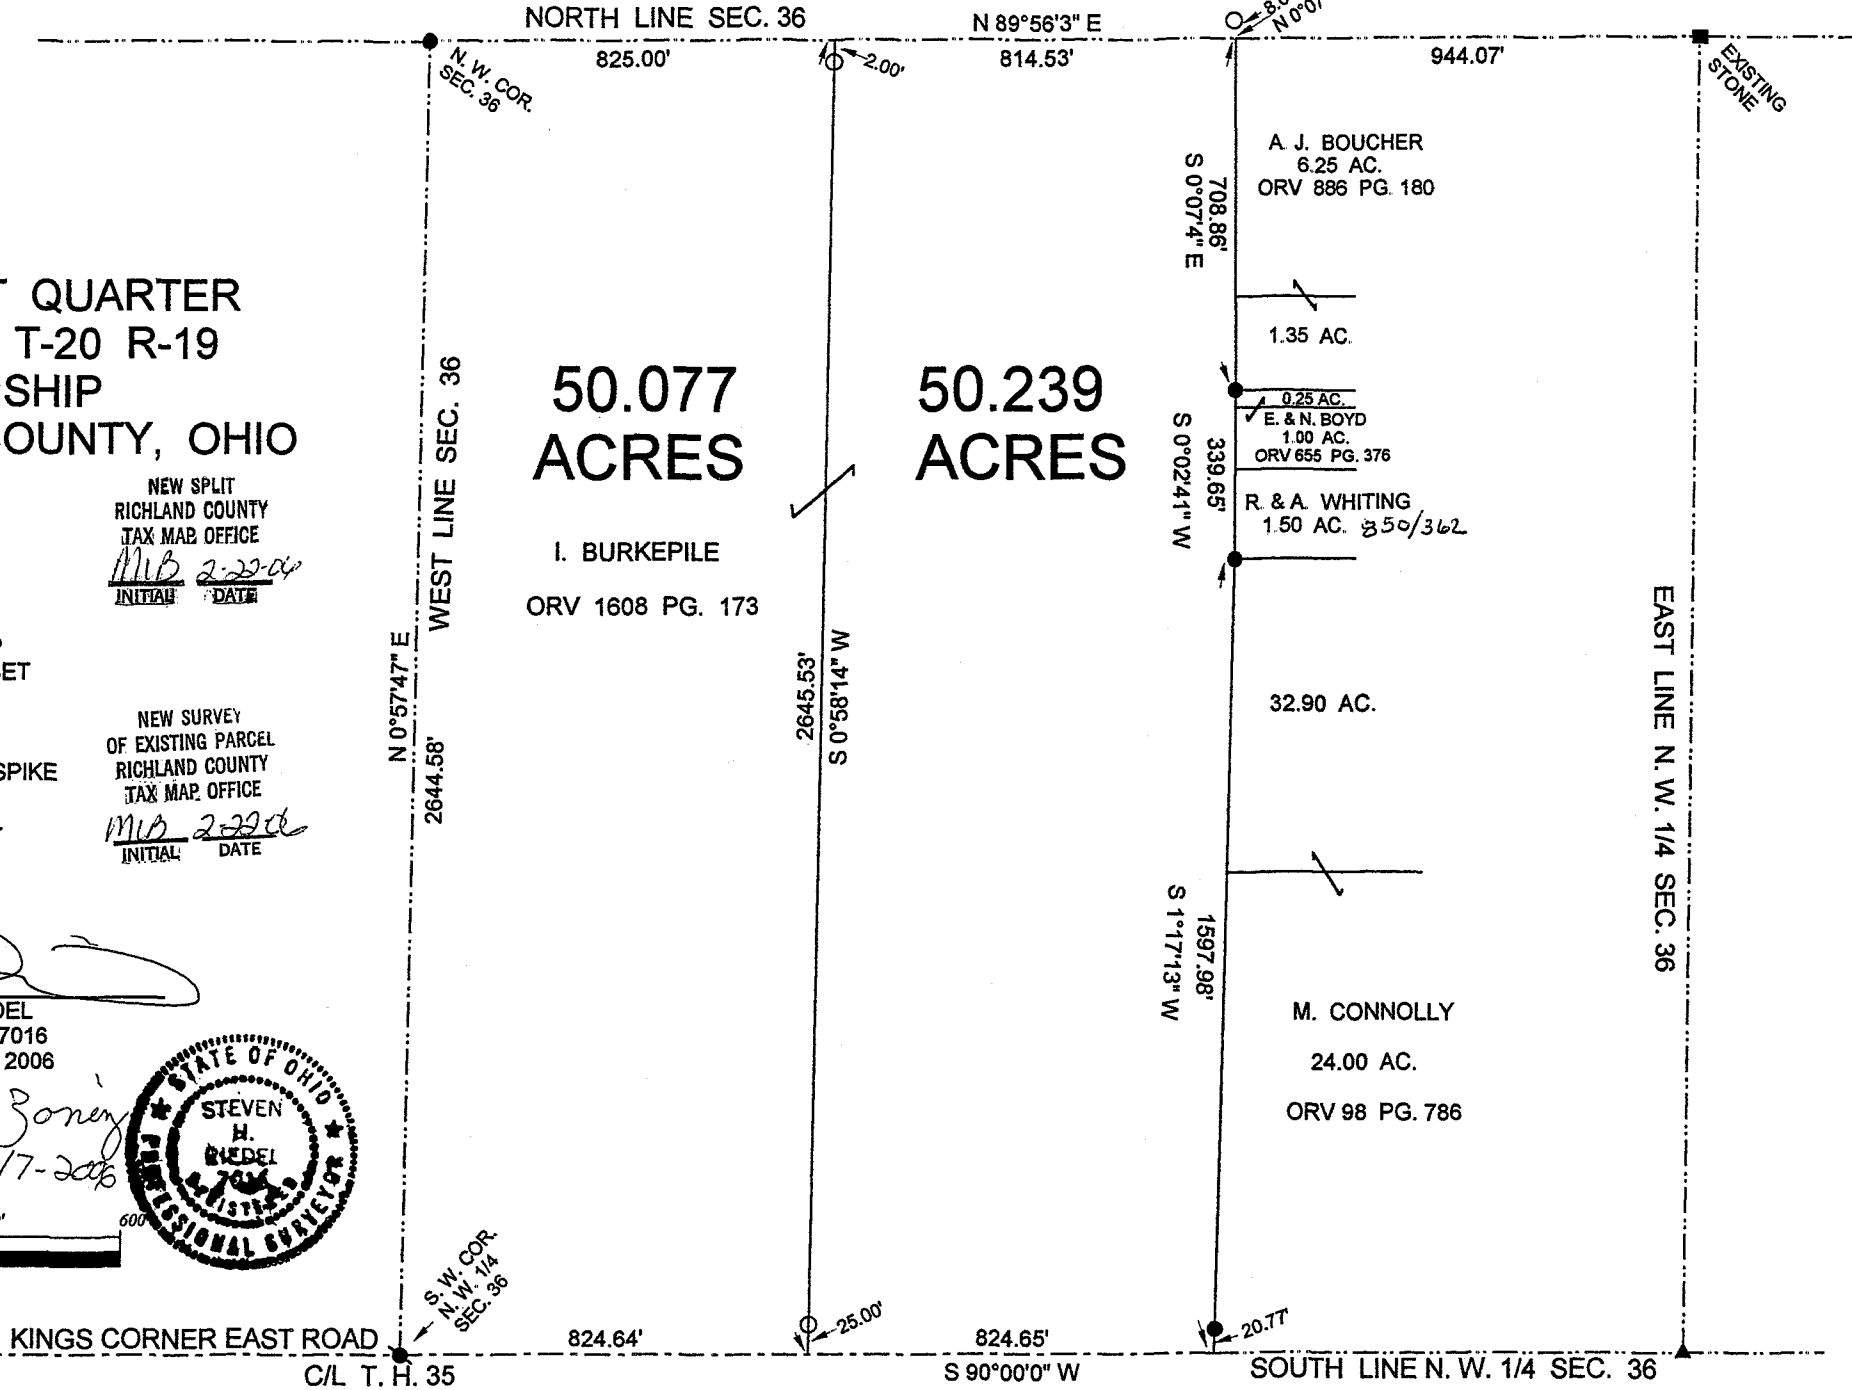 NORTH LINE SEC. 36
N 89°56'3" E
825.00'
814.53'
944.07'
2.00'
N. W. COR.
SEC. 36
EXISTING
STONE
A. J. BOUCHER
6.25 AC.
ORV 886 PG. 180
708.86'
S 0°07'4" E
1.35 AC.
0.25 AC.
E. & N. BOYD
1.00 AC.
ORV 655 PG. 376
339.65'
S 0°02'41" W
R. & A. WHITING
1.50 AC. 850/362
32.90 AC.
1597.98'
S 1°17'13" W
M. CONNOLLY
24.00 AC.
ORV 98 PG. 786
EAST LINE N. W. 1/4 SEC. 36
50.077
ACRES
I. BURKEPILE
ORV 1608 PG. 173
50.239
ACRES
2645.53'
S 0°58'14" W
WEST LINE SEC. 36
N 0°57'47" E
2644.58'
QUARTER
T-20 R-19
SHIP
OUNTY, OHIO
NEW SPLIT
RICHLAND COUNTY
TAX MAP OFFICE
MLB 2-22-06
INITIAL DATE
ET
NEW SURVEY
OF EXISTING PARCEL
RICHLAND COUNTY
TAX MAP OFFICE
SPIKE
MLB 2-22-06
INITIAL DATE
DEL
7016
2006
Zoning
17-2006
600
STATE OF OHIO
STEVEN
H.
RIEDEL
7016
REGISTERED
PROFESSIONAL SURVEYOR
S. W. COR.
N. W. 1/4
SEC. 36
KINGS CORNER EAST ROAD
C/L T. H. 35
824.64'
25.00'
824.65'
S 90°00'0" W
20.77'
SOUTH LINE N. W. 1/4 SEC. 36